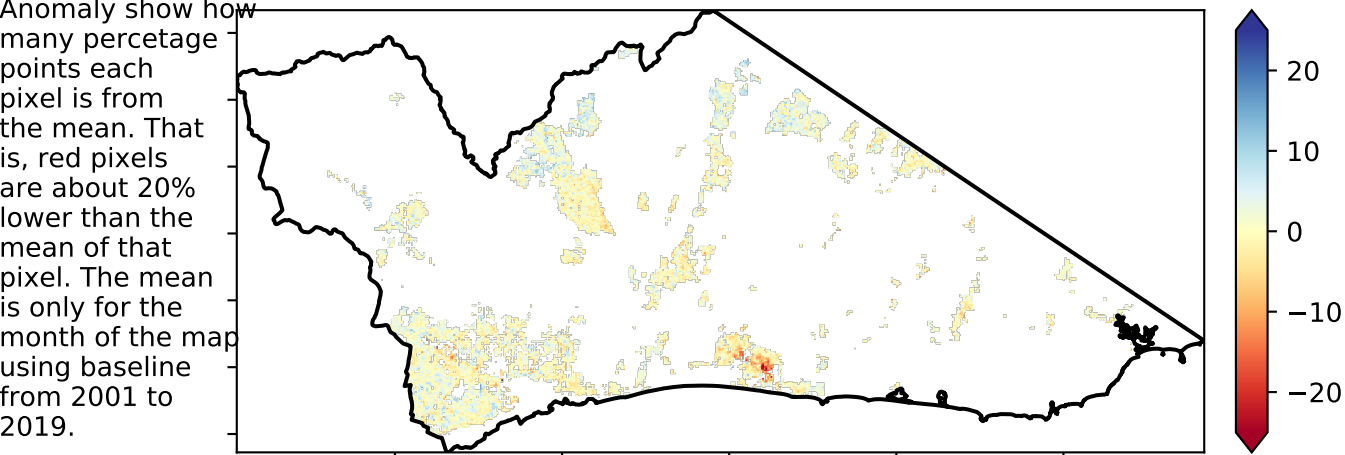 Anomaly show how
many percetage
points each
pixel is from
the mean. That
is, red pixels
are about 20%
lower than the
mean of that
pixel. The mean
is only for the
month of the map
using baseline
from 2001 to
2019.
20
10
0
−10
−20